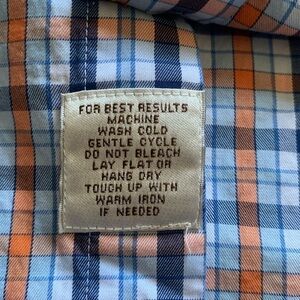 FOR BEST RESULTS
MACHINE
WASH COLD
GENTLE CYCLE
DO NOT BLEACH
LAY FLAT OR
HANG DRY
TOUCH UP WITH
WARM IRON
IF NEEDED